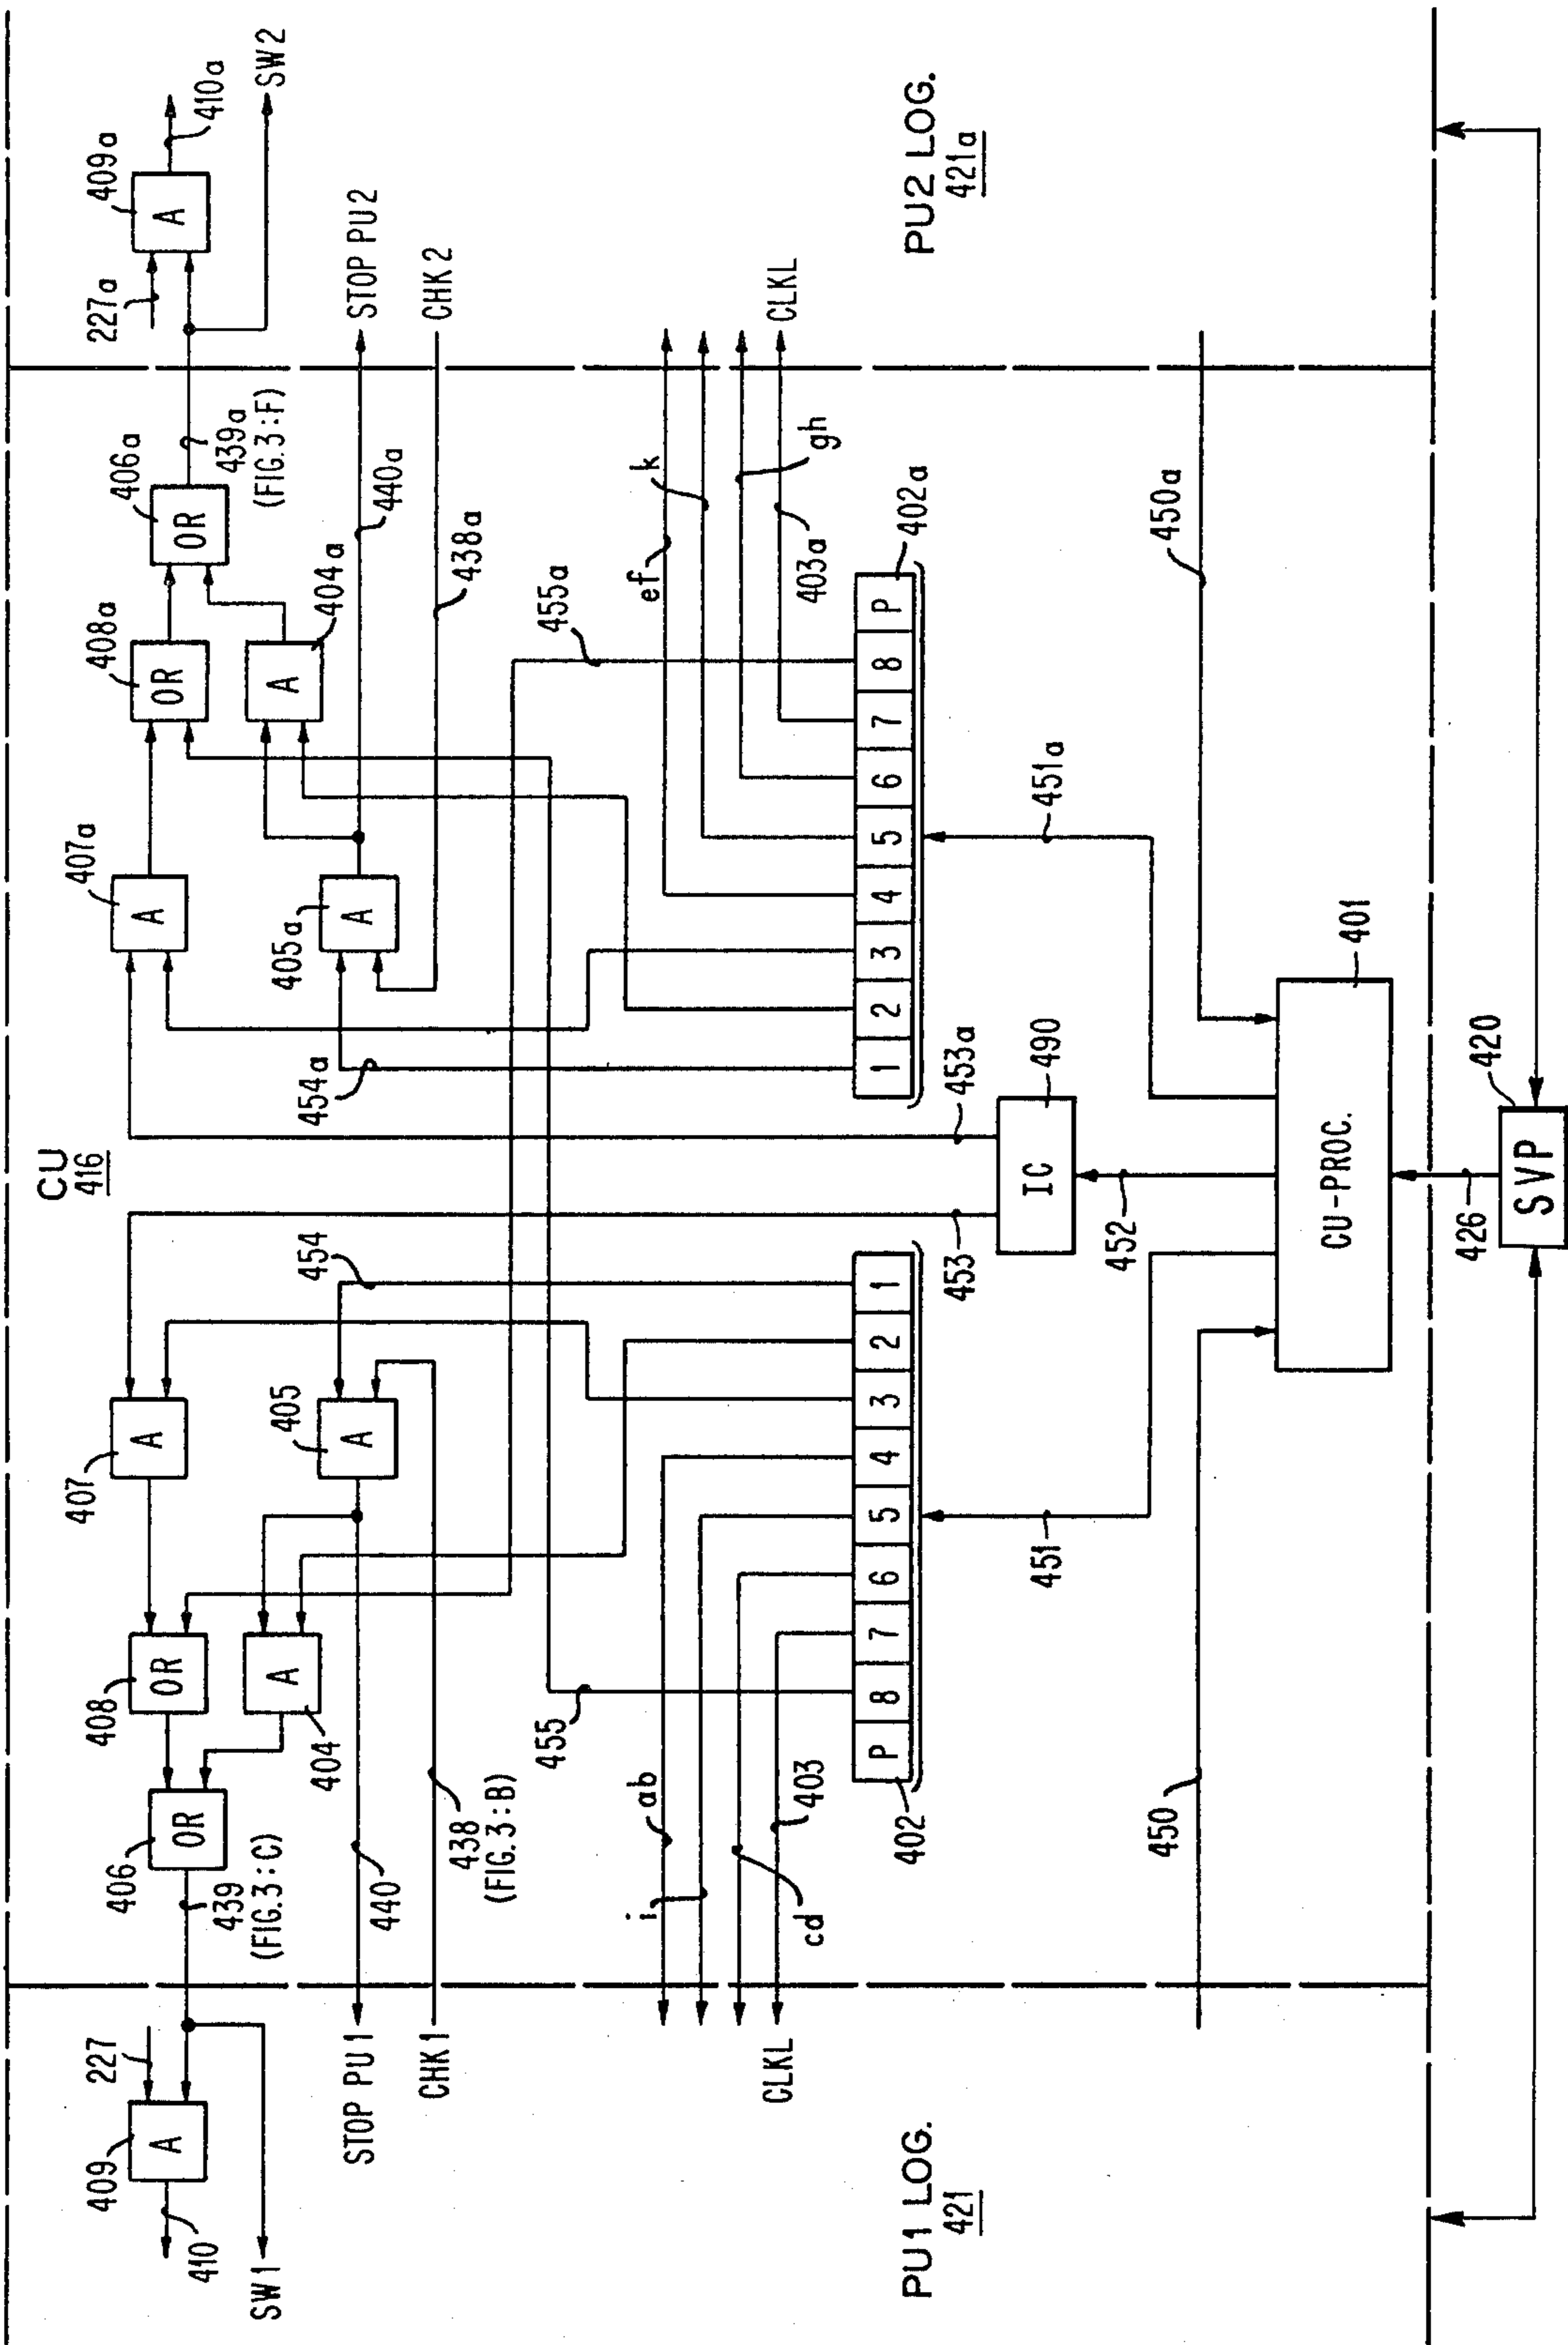 CU
416
409
A
227
410
SW1
406
OR
439
(FIG.3:C)
408
OR
407
A
404
A
405
A
454
STOP PU1
440
CHK1
438
(FIG.3:B)
455
i
ab
cd
403
CLKL
402
P
8
7
6
5
4
3
2
1
PU1 LOG.
421
451
453
452
IC
490
450
CU-PROC.
401
426
SVP
420
407a
A
408a
OR
406a
OR
439a
(FIG.3:F)
409a
A
227a
410a
SW2
404a
A
405a
A
454a
STOP PU2
440a
CHK2
438a
455a
ef
k
gh
403a
CLKL
402a
1
2
3
4
5
6
7
8
P
PU2 LOG.
421a
451a
453a
450a